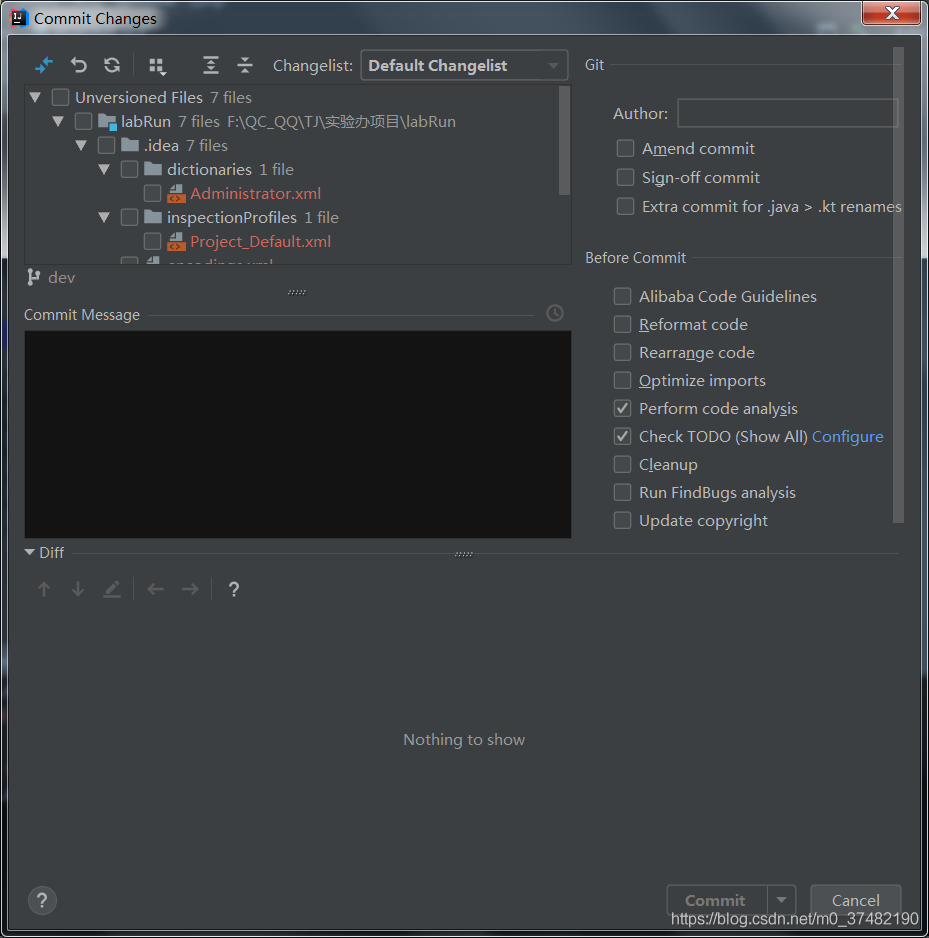 Commit Changes
Changelist: Default Changelist
Unversioned Files 7 files
labRun 7 files F:\QC_QQ\TJ\实验办项目\labRun
.idea 7 files
dictionaries 1 file
Administrator.xml
inspectionProfiles 1 file
Project_Default.xml
encodings.xml
dev
Commit Message
Git
Author:
Amend commit
Sign-off commit
Extra commit for .java > .kt renames
Before Commit
Alibaba Code Guidelines
Reformat code
Rearrange code
Optimize imports
Perform code analysis
Check TODO (Show All) Configure
Cleanup
Run FindBugs analysis
Update copyright
Diff
?
Nothing to show
?
Commit
Cancel
https://blog.csdn.net/m0_37482190